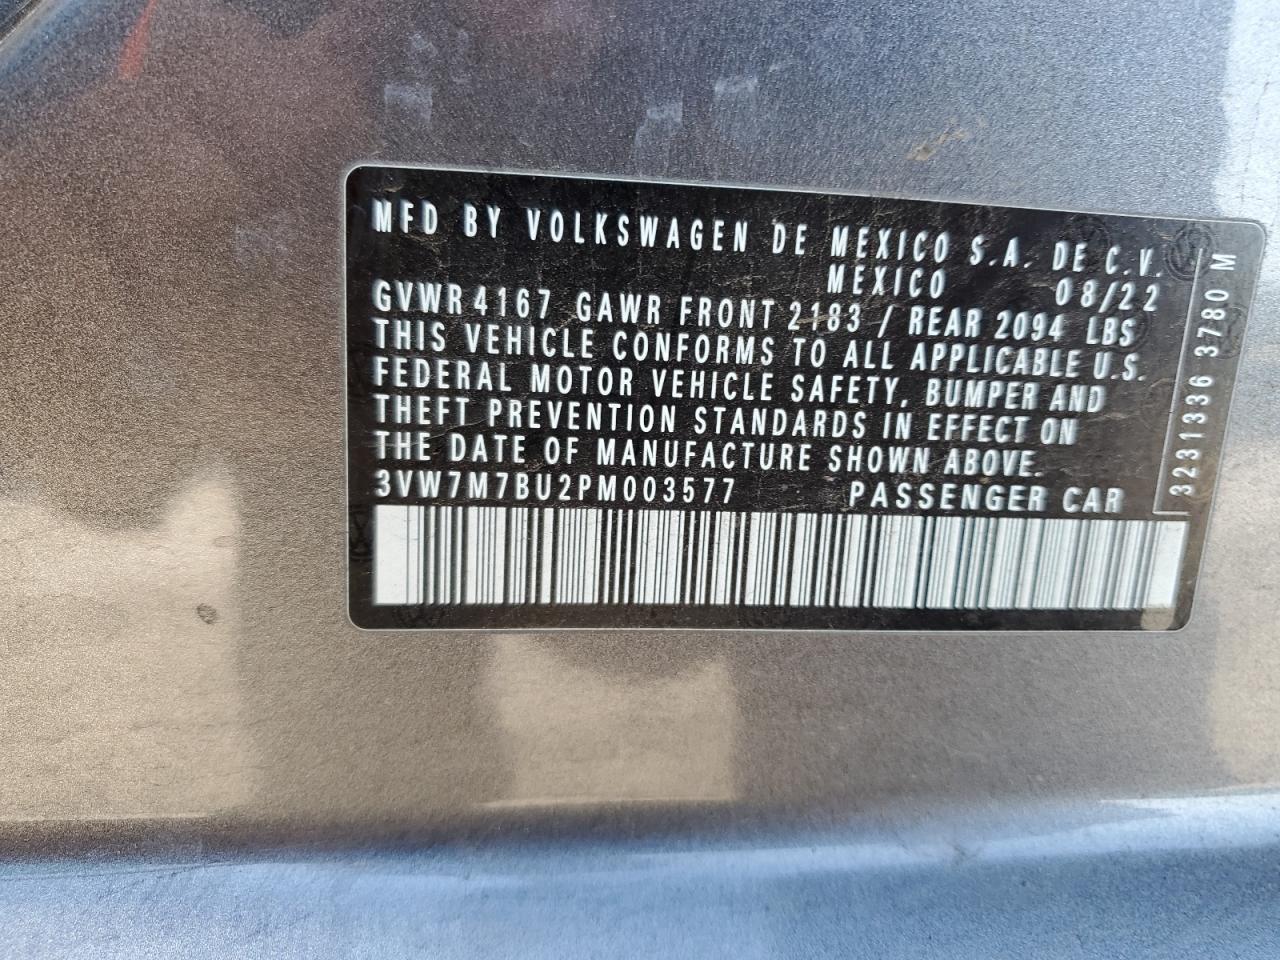 MFD BY VOLKSWAGEN DE MEXICO S.A. DE C.V.
MEXICO 08/22
GVWR 4167 GAWR FRONT 2183 / REAR 2094 LBS
THIS VEHICLE CONFORMS TO ALL APPLICABLE U.S.
FEDERAL MOTOR VEHICLE SAFETY, BUMPER AND
THEFT PREVENTION STANDARDS IN EFFECT ON
THE DATE OF MANUFACTURE SHOWN ABOVE.
3VW7M7BU2PM003577 PASSENGER CAR
3231336 3780 M